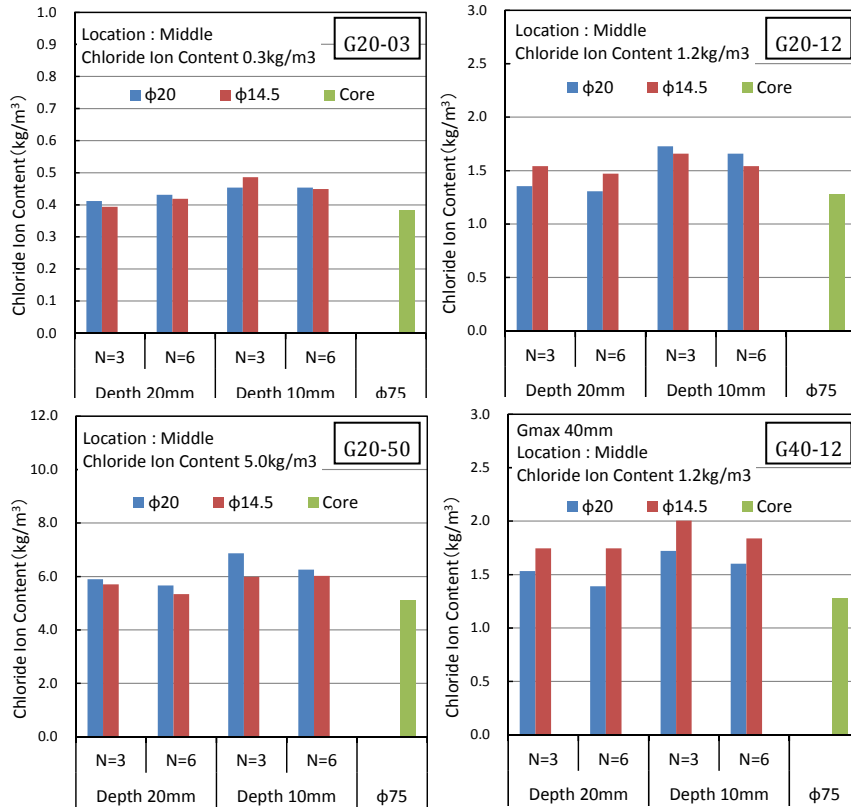 Location : Middle
Chloride Ion Content 0.3kg/m3
G20-03
φ20 φ14.5 Core
Chloride Ion Content(kg/m³)
1.0
0.9
0.8
0.7
0.6
0.5
0.4
0.3
0.2
0.1
0.0
N=3 N=6 N=3 N=6
Depth 20mm Depth 10mm φ75
Location : Middle
Chloride Ion Content 1.2kg/m3
G20-12
φ20 φ14.5 Core
Chloride Ion Content(kg/m³)
3.0
2.5
2.0
1.5
1.0
0.5
0.0
N=3 N=6 N=3 N=6
Depth 20mm Depth 10mm φ75
Location : Middle
Chloride Ion Content 5.0kg/m3
G20-50
φ20 φ14.5 Core
Chloride Ion Content(kg/m³)
12.0
10.0
8.0
6.0
4.0
2.0
0.0
N=3 N=6 N=3 N=6
Depth 20mm Depth 10mm φ75
Gmax 40mm
Location : Middle
Chloride Ion Content 1.2kg/m3
G40-12
φ20 φ14.5 Core
Chloride Ion Content(kg/m³)
3.0
2.5
2.0
1.5
1.0
0.5
0.0
N=3 N=6 N=3 N=6
Depth 20mm Depth 10mm φ75